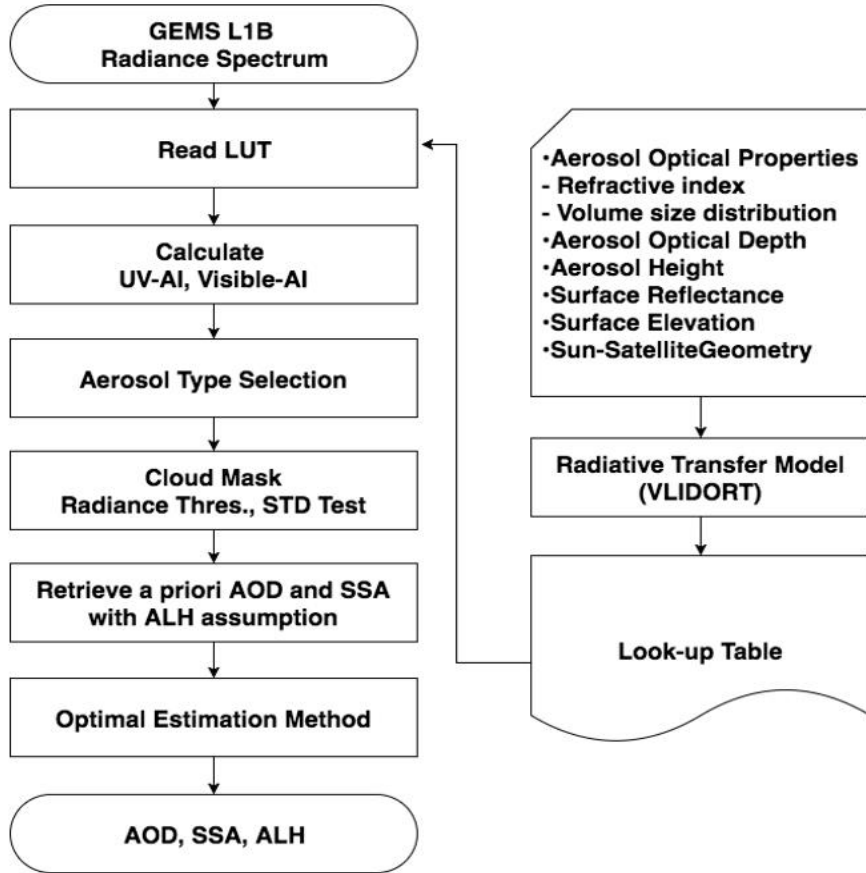 GEMS L1B
Radiance Spectrum
Read LUT
Calculate
UV-AI, Visible-AI
Aerosol Type Selection
Cloud Mask
Radiance Thres., STD Test
Retrieve a priori AOD and SSA
with ALH assumption
Optimal Estimation Method
AOD, SSA, ALH
·Aerosol Optical Properties
- Refractive index
- Volume size distribution
·Aerosol Optical Depth
·Aerosol Height
·Surface Reflectance
·Surface Elevation
·Sun-SatelliteGeometry
Radiative Transfer Model
(VLIDORT)
Look-up Table